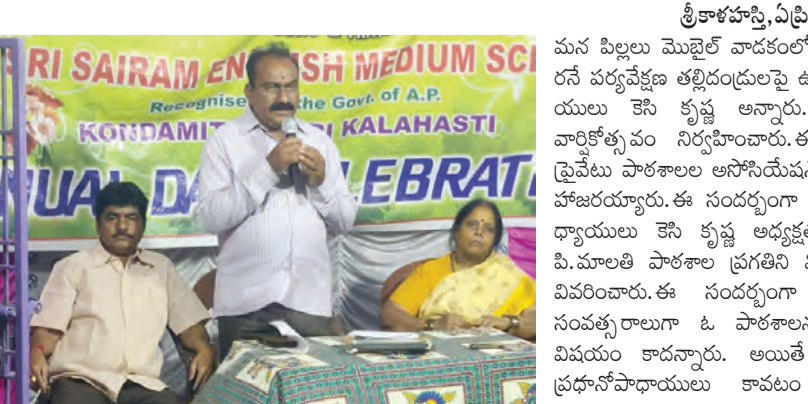 SRI SAIRAM EN SH MEDIUM SC
Recognise the Govt. of A.P.
KONDAMIT RI KALAHASTI
UAL DA ELEBRAT
శ్రీకాళహస్తి,ఏప్రి
మన పిల్లలు మొబైల్ వాడకంలో
రనే పర్యవేక్షణ తల్లిదండ్రులపై ఉ
యులు కెసి కృష్ణ అన్నారు.
వార్షికోత్సవం నిర్వహించారు.ఈ
ప్రైవేటు పాఠశాలల అసోసియేషన
హాజరయ్యారు.ఈ సందర్భంగా
ధ్యాయులు కెసి కృష్ణ అధ్యక్షత
పి.మాలతి పాఠశాల ప్రగతిని వ
వివరించారు.ఈ సందర్భంగా
సంవత్సరాలుగా ఓ పాఠశాలన
విషయం కాదన్నారు. అయితే
ప్రధానోపాధాయులు కావటం